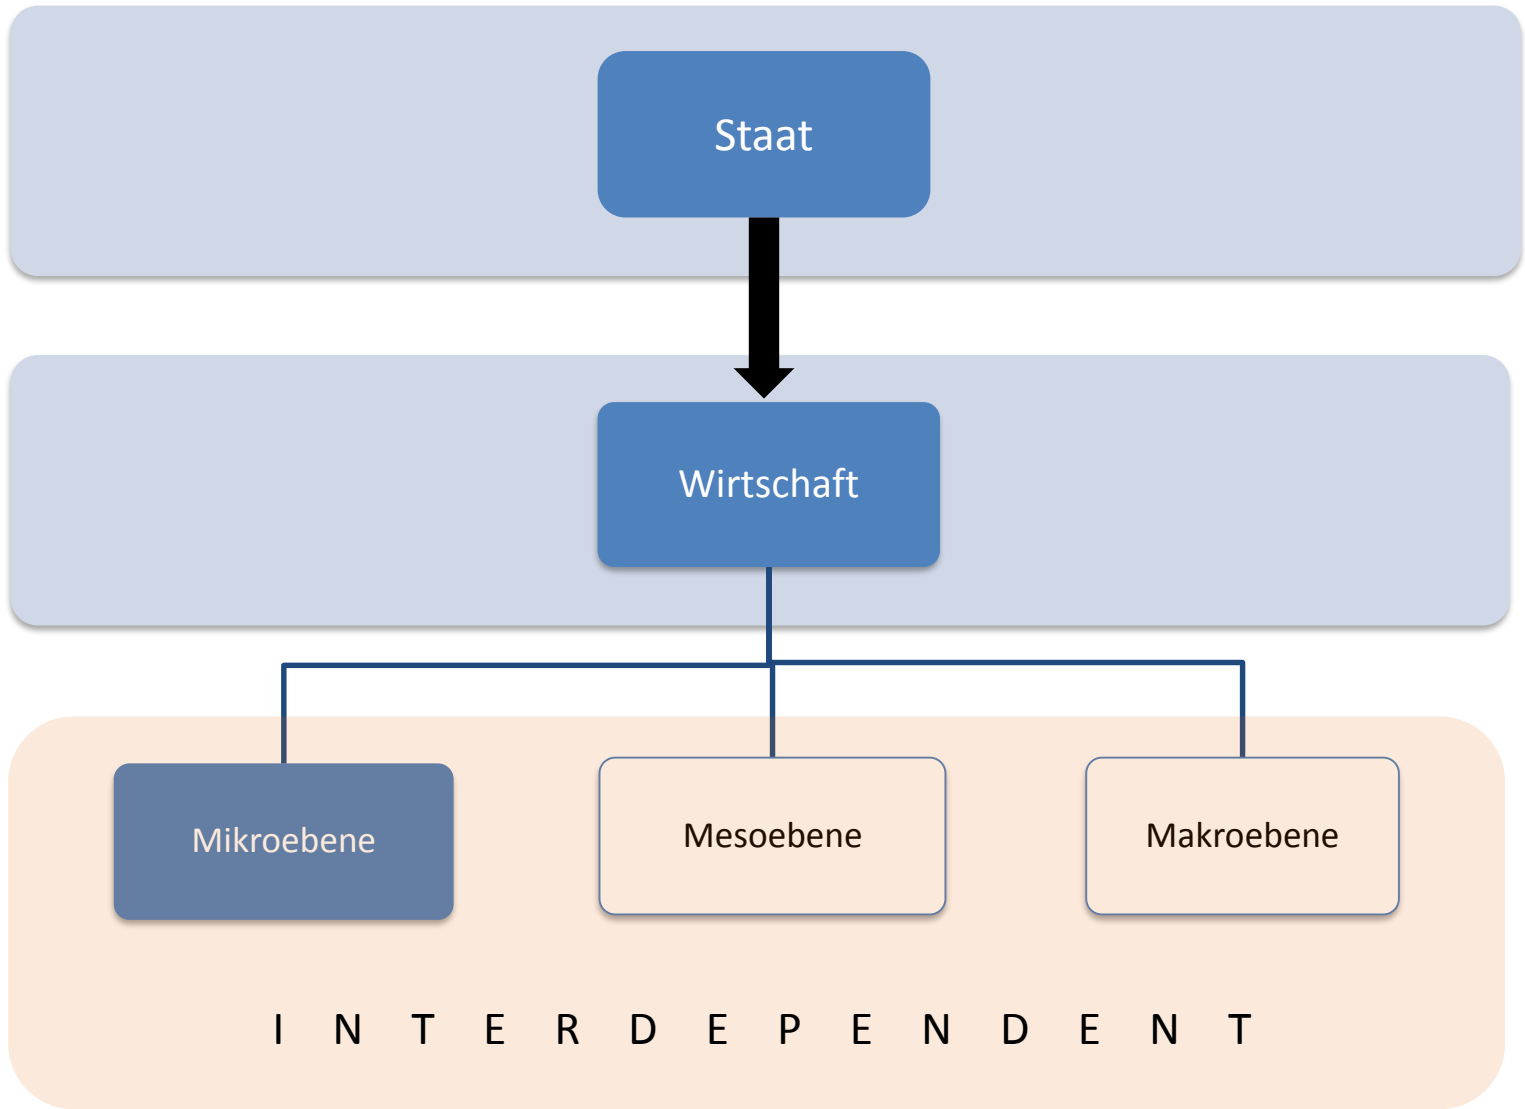 Staat
Wirtschaft
Mikroebene
Mesoebene
Makroebene
I N T E R D E P E N D E N T